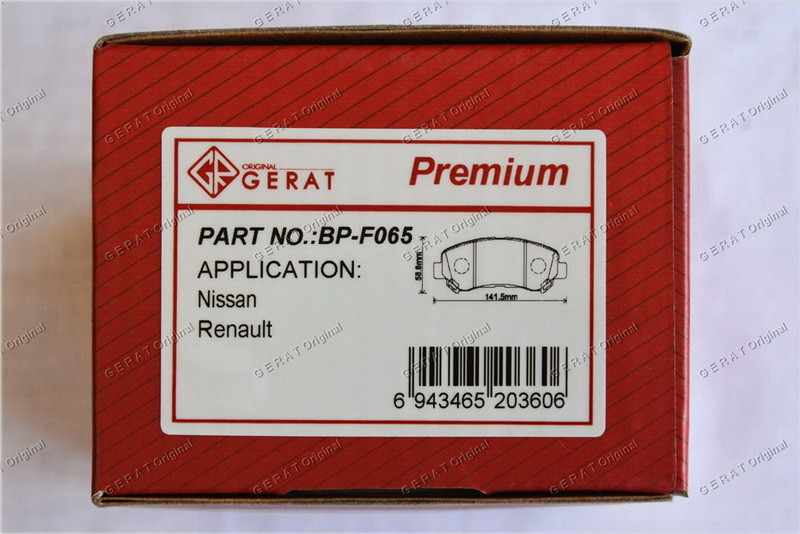 ORIGINAL
GERAT
Premium
PART NO.:BP-F065
58.8mm
141.5mm
APPLICATION:
Nissan
Renault
6 943465 203606
GERAT Original